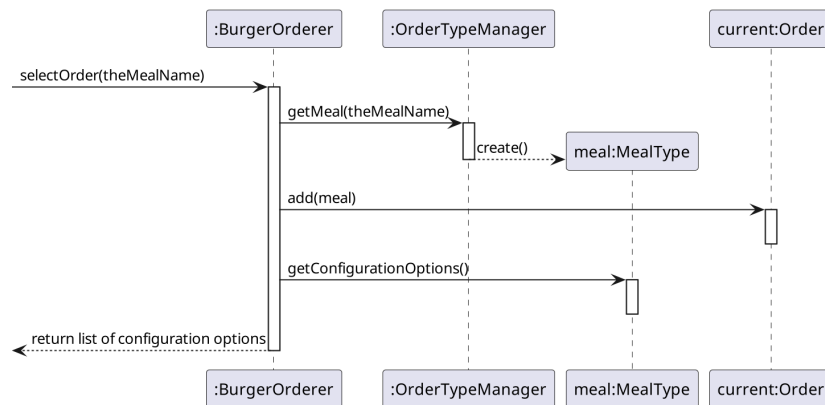 :BurgerOrderer
:OrderTypeManager
current:Order
selectOrder(theMealName)
getMeal(theMealName)
create()
meal:MealType
add(meal)
getConfigurationOptions()
return list of configuration options
:BurgerOrderer
:OrderTypeManager
meal:MealType
current:Order